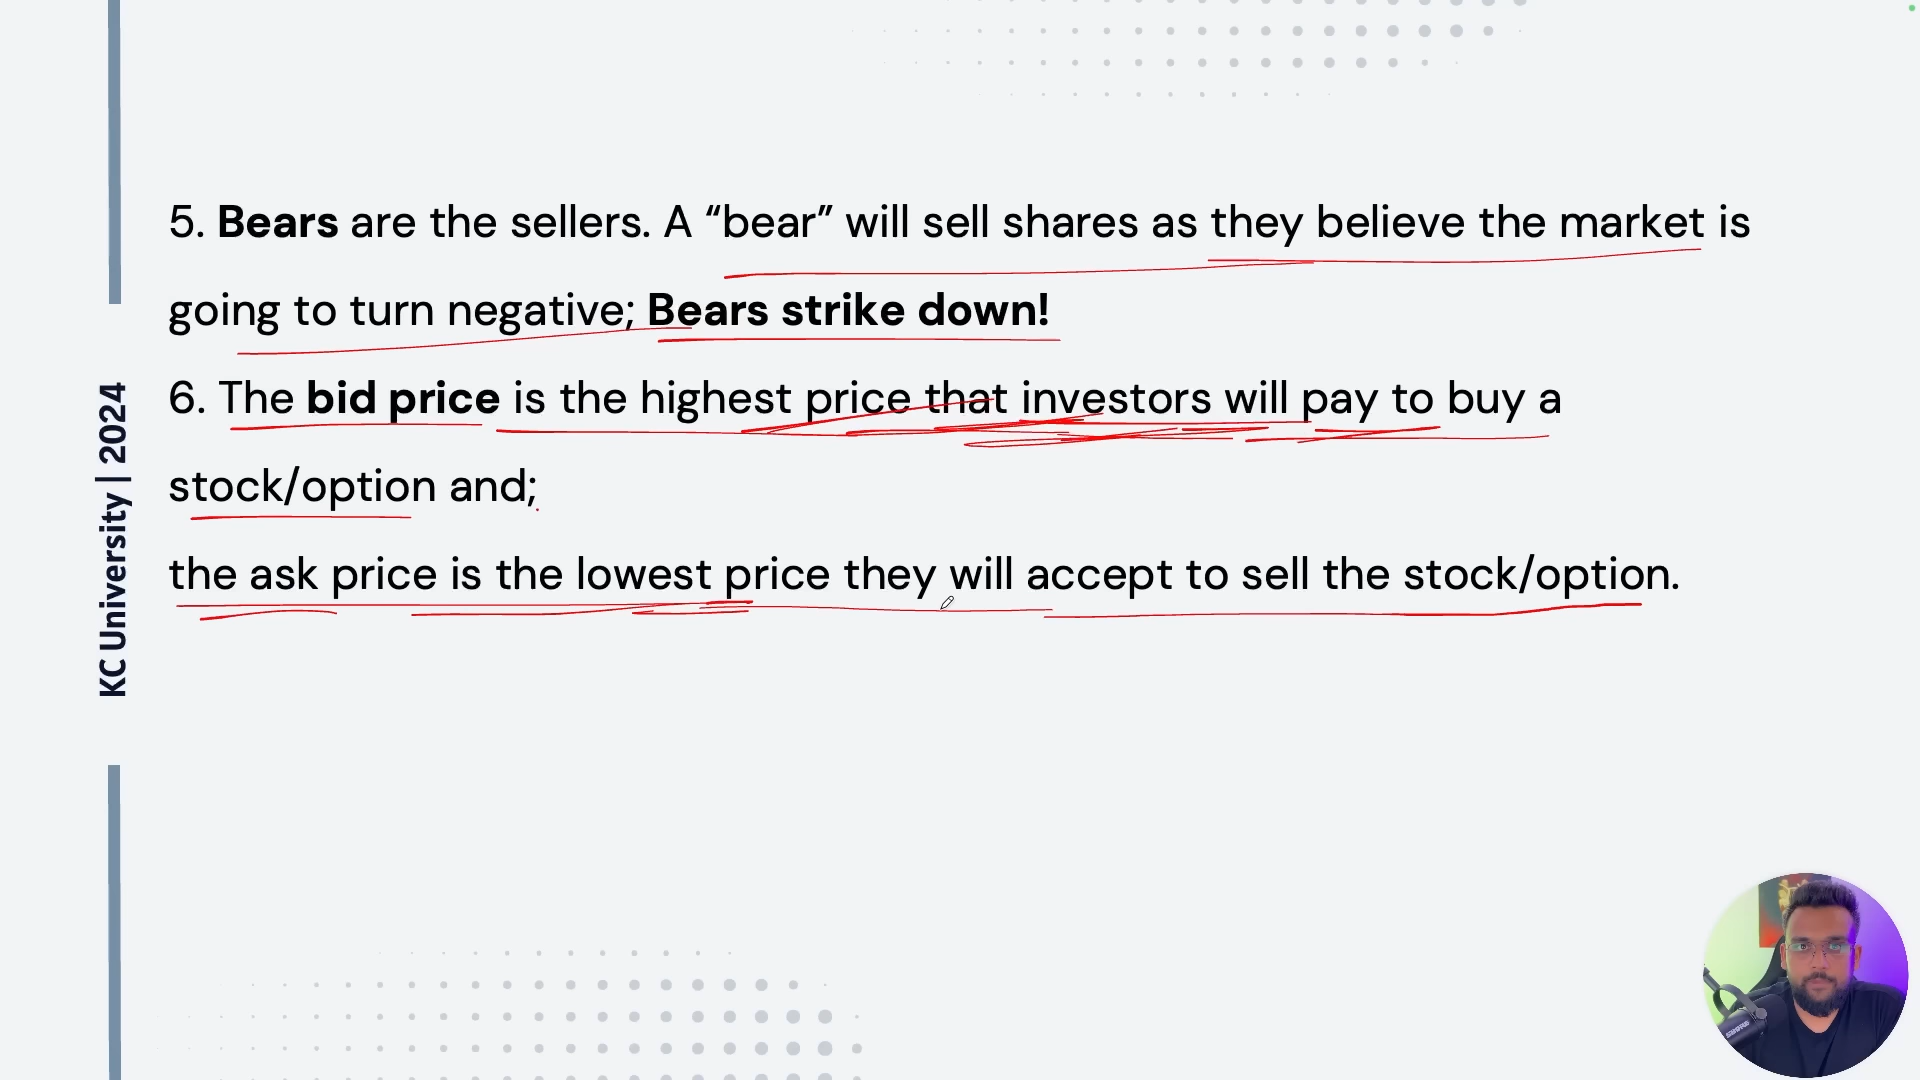 5. Bears are the sellers. A “bear” will sell shares as they believe the market is
going to turn negative; Bears strike down!
6. The bid price is the highest price that investors will pay to buy a
stock/option and;
the ask price is the lowest price they will accept to sell the stock/option.
KC University | 2024